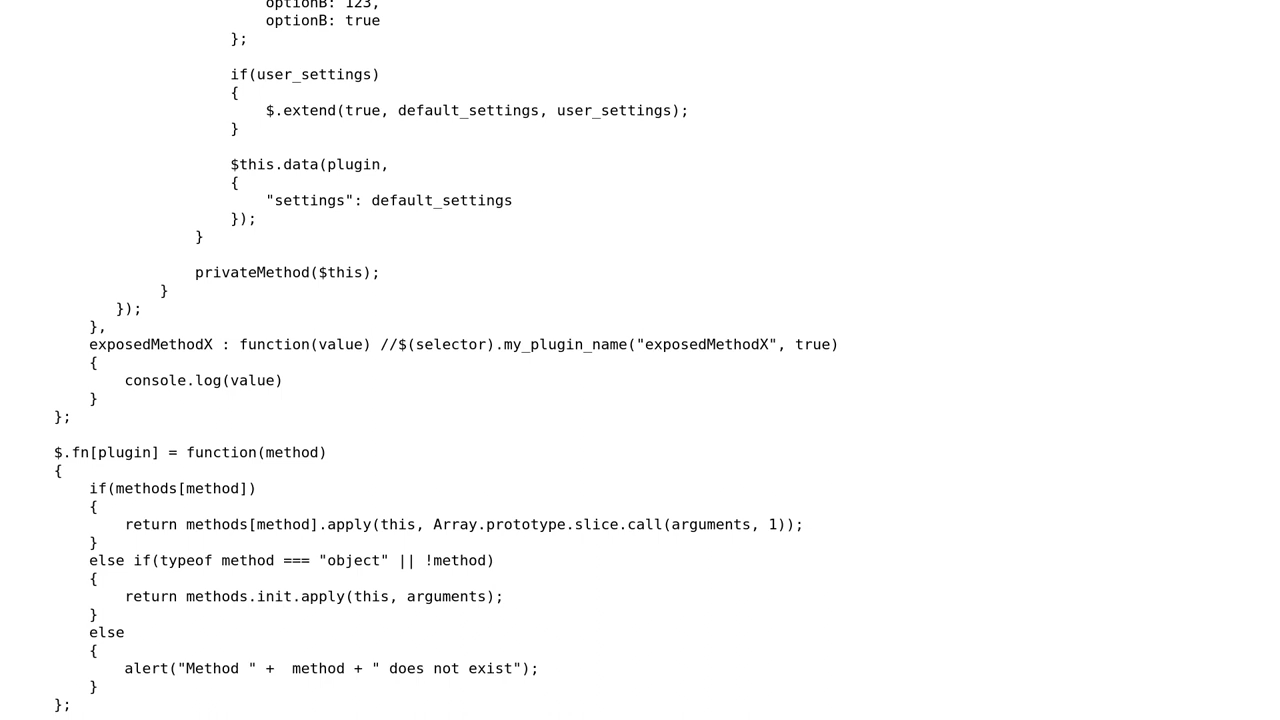 optionB: 123,
optionB: true
};
if(user_settings)
{
$.extend(true, default_settings, user_settings);
}
$this.data(plugin,
{
"settings": default_settings
});
}
privateMethod($this);
}
});
},
exposedMethodX : function(value) //$(selector).my_plugin_name("exposedMethodX", true)
{
console.log(value)
}
};
$.fn[plugin] = function(method)
{
if(methods[method])
{
return methods[method].apply(this, Array.prototype.slice.call(arguments, 1));
}
else if(typeof method === "object" || !method)
{
return methods.init.apply(this, arguments);
}
else
{
alert("Method " +  method + " does not exist");
}
};